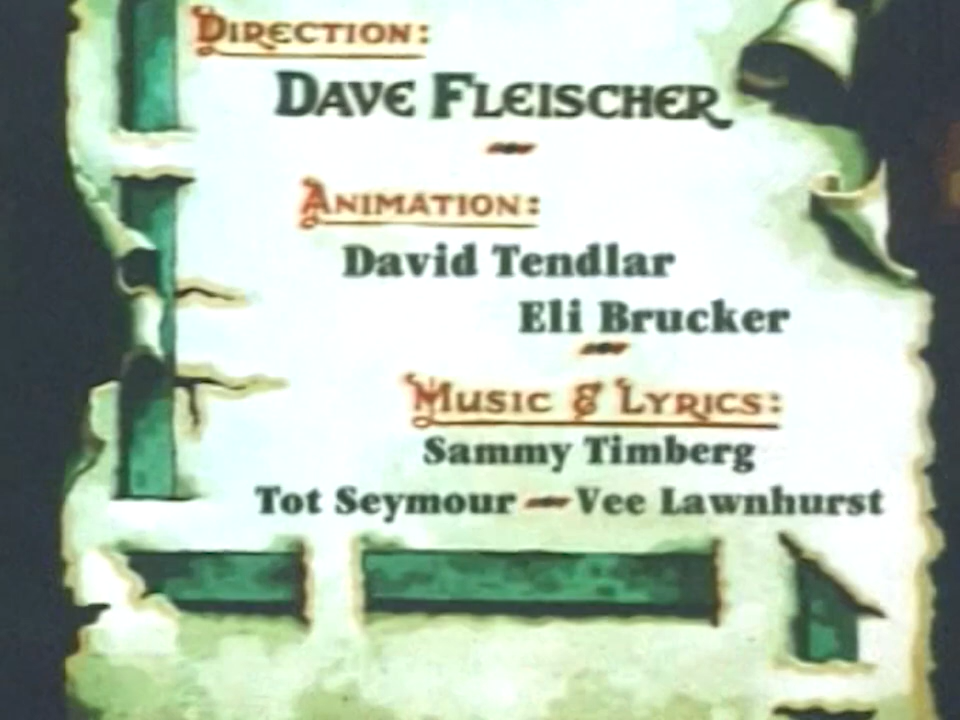 DIRECTION:
DAVE FLEISCHER
ANIMATION:
David Tendlar
Eli Brucker
MUSIC & LYRICS:
Sammy Timberg
Tot Seymour — Vee Lawnhurst